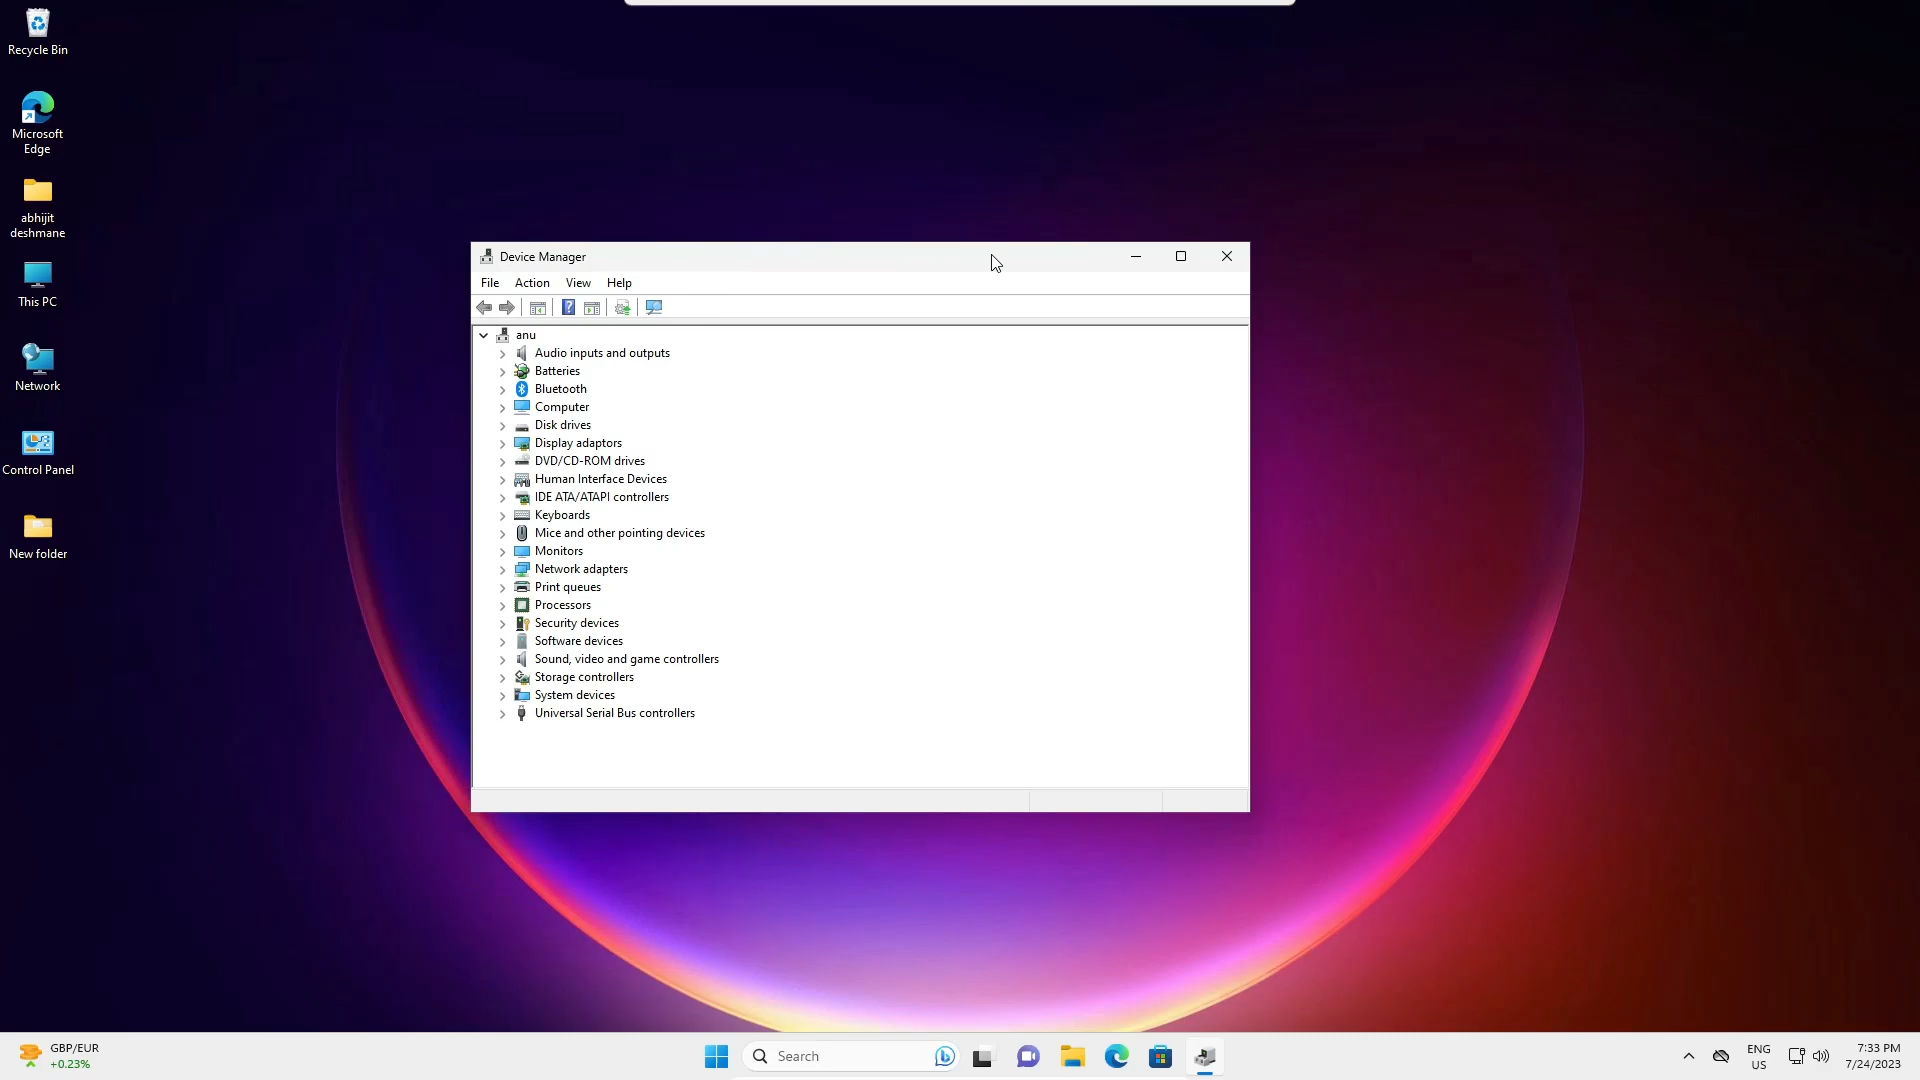 Recycle Bin
Microsoft
Edge
abhijit
deshmane
This PC
Network
Control Panel
New folder
Device Manager
File Action View Help
anu
Audio inputs and outputs
Batteries
Bluetooth
Computer
Disk drives
Display adaptors
DVD/CD-ROM drives
Human Interface Devices
IDE ATA/ATAPI controllers
Keyboards
Mice and other pointing devices
Monitors
Network adapters
Print queues
Processors
Security devices
Software devices
Sound, video and game controllers
Storage controllers
System devices
Universal Serial Bus controllers
GBP/EUR
+0.23%
Search
ENG
US
7:33 PM
7/24/2023